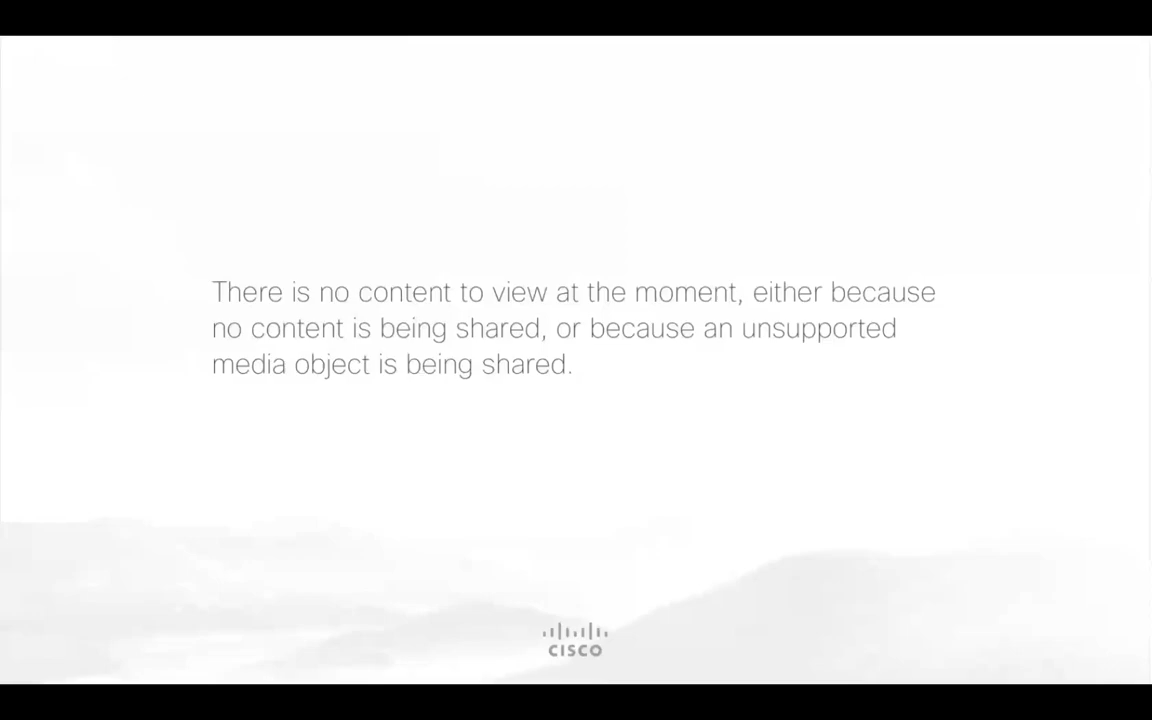 There is no content to view at the moment, either because
no content is being shared, or because an unsupported
media object is being shared.
CISCO